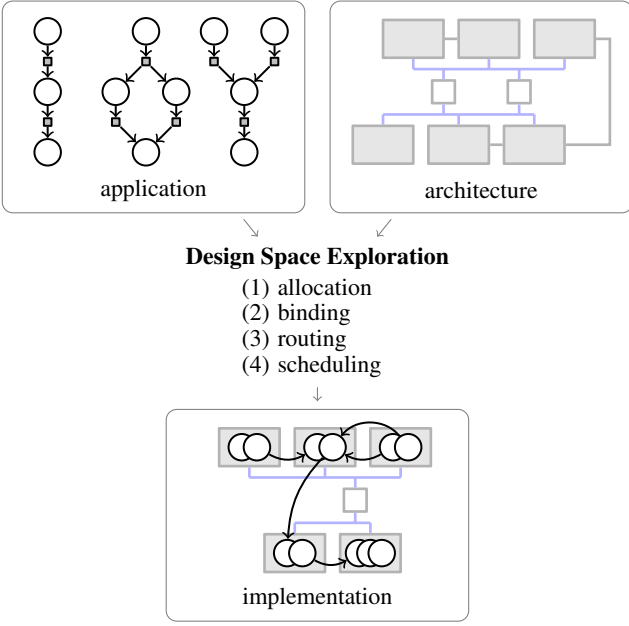 application
architecture
Design Space Exploration
(1) allocation
(2) binding
(3) routing
(4) scheduling
implementation